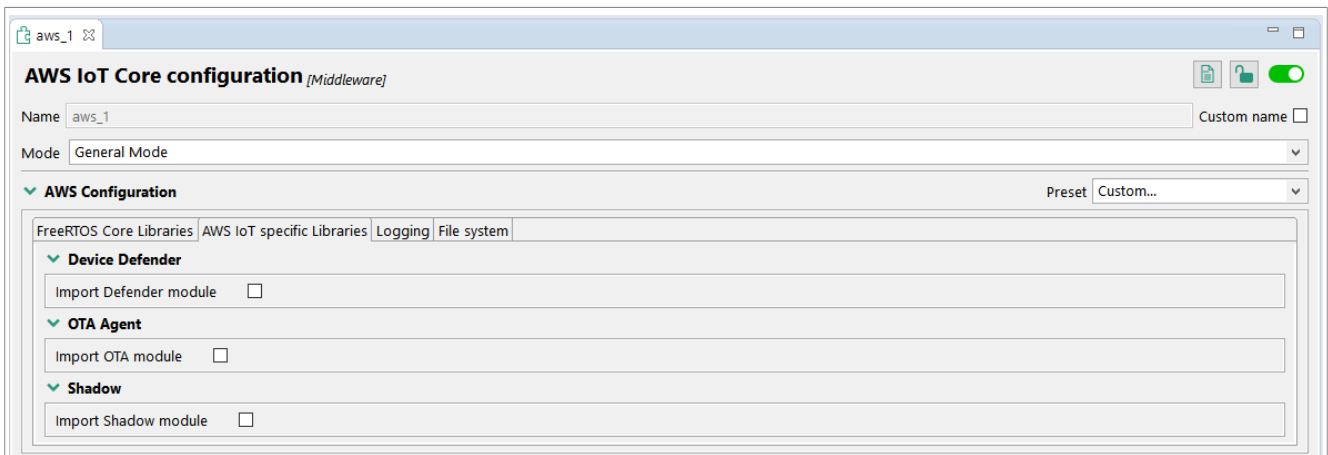 aws_1
AWS IoT Core configuration [Middleware]
Name aws_1 Custom name
Mode General Mode
AWS Configuration Preset Custom...
FreeRTOS Core Libraries AWS IoT specific Libraries Logging File system
Device Defender
Import Defender module
OTA Agent
Import OTA module
Shadow
Import Shadow module